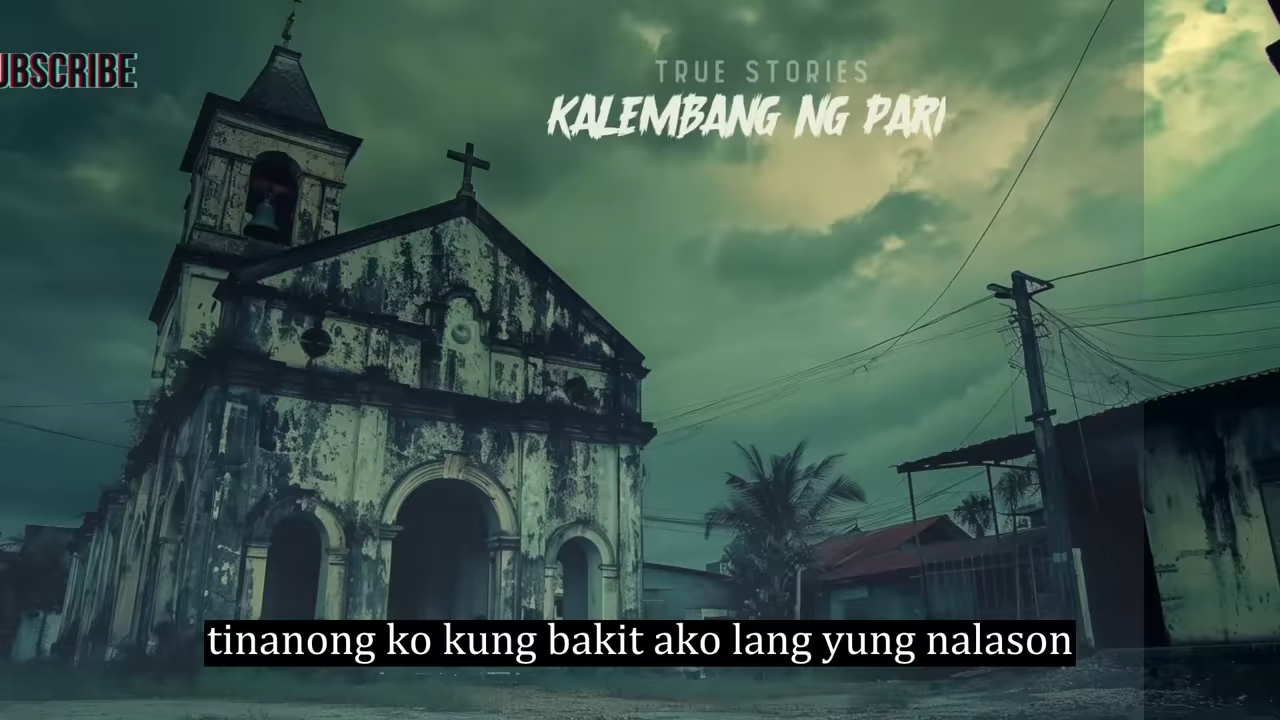 UBSCRIBE
TRUE STORIES
KALEMBANG NG PARI
tinanong ko kung bakit ako lang yung nalason